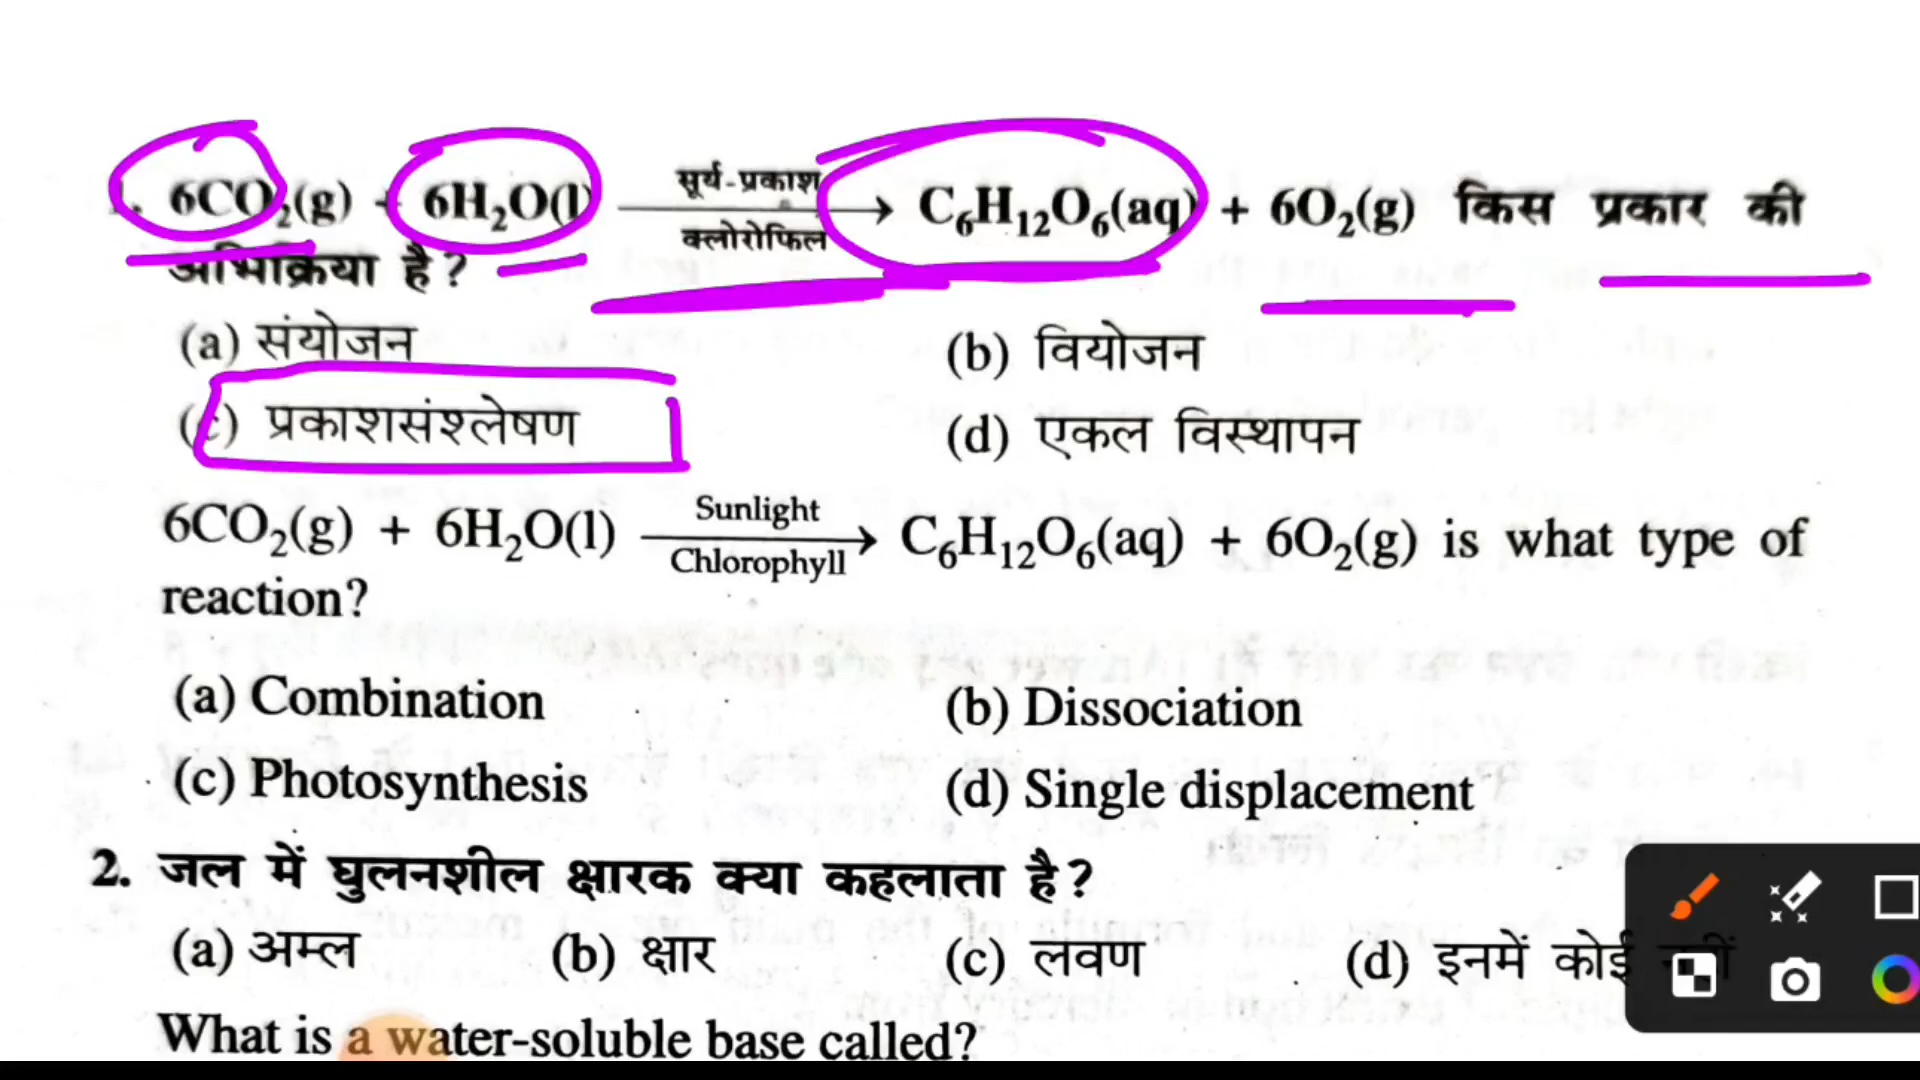 1. 6CO₂(g) + 6H₂O(l) सूर्य-प्रकाश क्लोरोफिल → C₆H₁₂O₆(aq) + 6O₂(g) किस प्रकार की
अभिक्रिया है?
(a) संयोजन (b) वियोजन
(c) प्रकाशसंश्लेषण (d) एकल विस्थापन
6CO₂(g) + 6H₂O(l) Sunlight Chlorophyll → C₆H₁₂O₆(aq) + 6O₂(g) is what type of
reaction?
(a) Combination (b) Dissociation
(c) Photosynthesis (d) Single displacement
2. जल में घुलनशील क्षारक क्या कहलाता है?
(a) अम्ल (b) क्षार (c) लवण (d) इनमें कोई
What is a water-soluble base called?